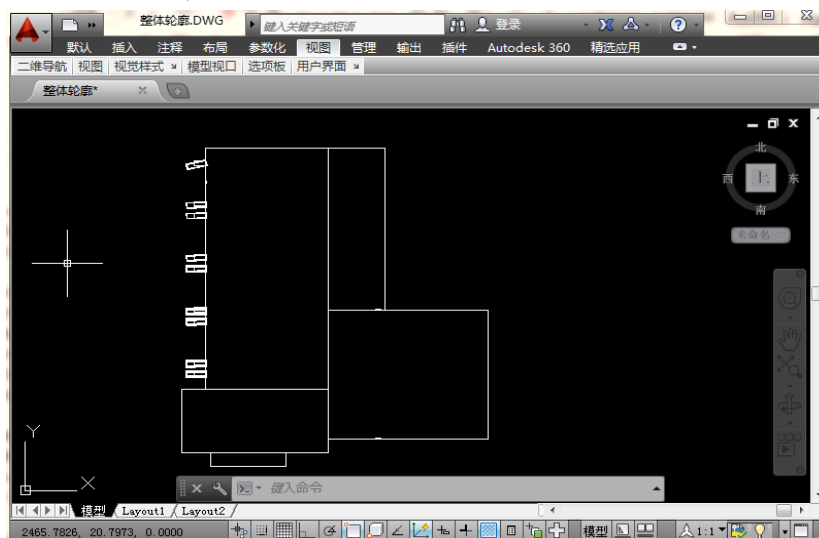 整体轮廓.DWG 键入关键字或短语 登录
默认 插入 注释 布局 参数化 视图 管理 输出 插件 Autodesk 360 精选应用
二维导航 视图 视觉样式 模型视口 选项板 用户界面
整体轮廓*
北
西 上 东
南
未命名
Y
X
键入命令
模型 Layout1 Layout2
2465.7826, 20.7973, 0.0000 模型 1:1